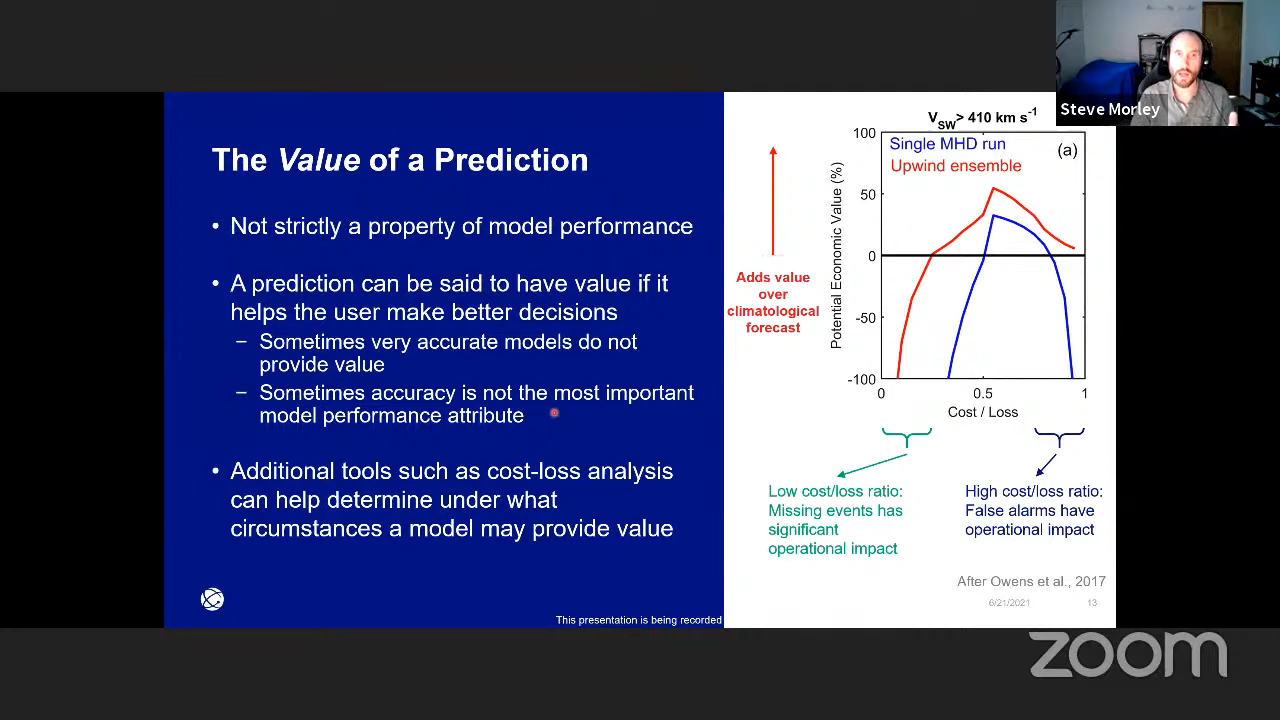 Steve Morley
The Value of a Prediction
• Not strictly a property of model performance
• A prediction can be said to have value if it
helps the user make better decisions
– Sometimes very accurate models do not
provide value
– Sometimes accuracy is not the most important
model performance attribute
• Additional tools such as cost-loss analysis
can help determine under what
circumstances a model may provide value
This presentation is being recorded
Adds value
over
climatological
forecast
V_SW> 410 km s⁻¹
Single MHD run
Upwind ensemble
(a)
Potential Economic Value (%)
100
50
0
-50
-100
0
0.5
1
Cost / Loss
Low cost/loss ratio:
Missing events has
significant
operational impact
High cost/loss ratio:
False alarms have
operational impact
After Owens et al., 2017
6/21/2021
13
zoom